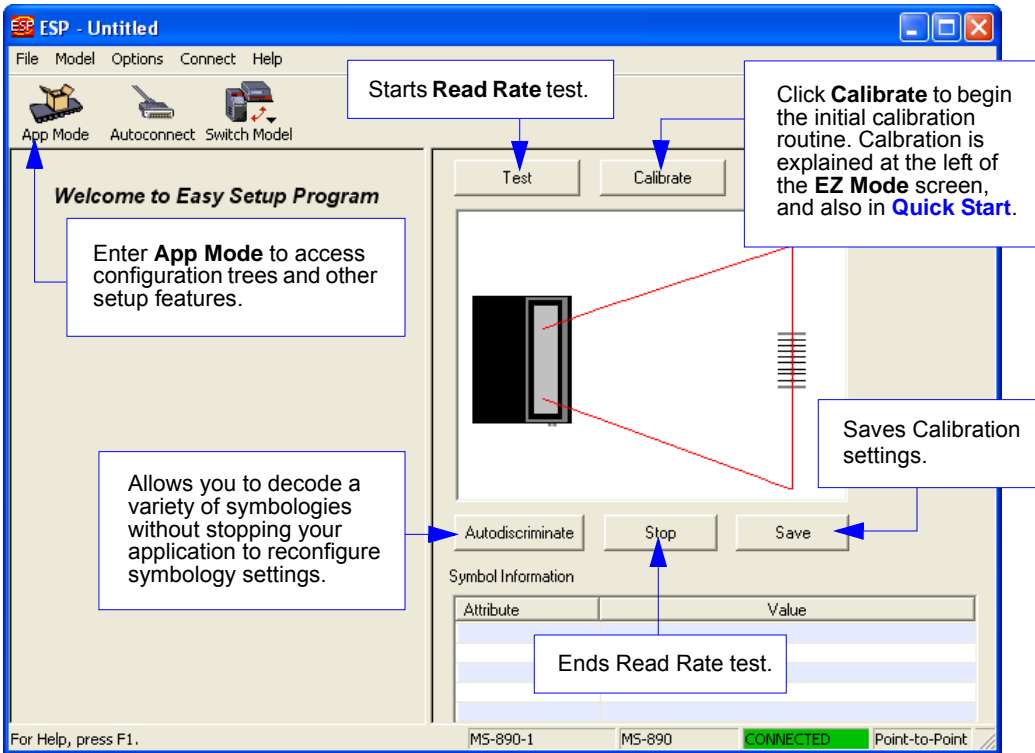 ESP - Untitled
File Model Options Connect Help
App Mode Autoconnect Switch Model
Starts Read Rate test.
Click Calibrate to begin
the initial calibration
routine. Calbration is
explained at the left of
the EZ Mode screen,
and also in Quick Start.
Welcome to Easy Setup Program
Test Calibrate
Enter App Mode to access
configuration trees and other
setup features.
Saves Calibration
settings.
Allows you to decode a
variety of symbologies
without stopping your
application to reconfigure
symbology settings.
Autodiscriminate Stop Save
Symbol Information
Attribute Value
Ends Read Rate test.
For Help, press F1. MS-890-1 MS-890 CONNECTED Point-to-Point